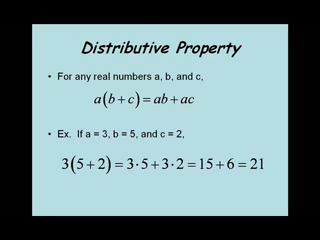 Distributive Property
• For any real numbers a, b, and c,
a(b+c)=ab+ac
• Ex. If a = 3, b = 5, and c = 2,
3(5+2)=3·5+3·2=15+6=21